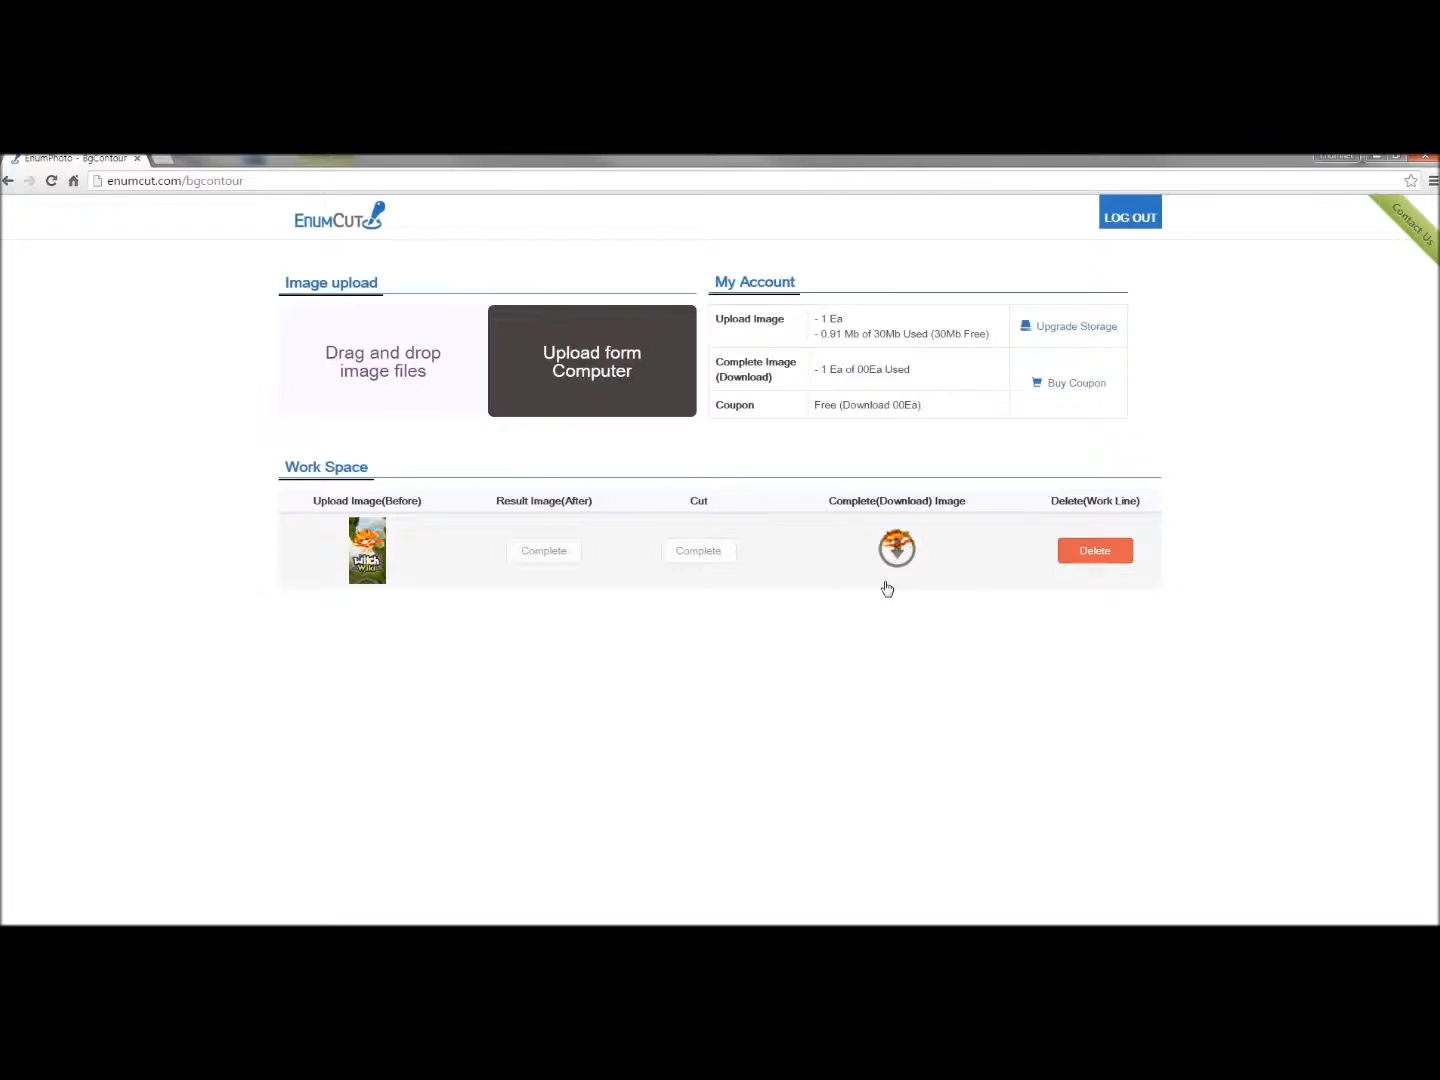 EnumPhoto - BgContour
enumcut.com/bgcontour
ENUMCUT
LOG OUT
Contact Us
Image upload
Drag and drop
image files
Upload form
Computer
My Account
Upload Image
- 1 Ea
- 0.91 Mb of 30Mb Used (30Mb Free)
Upgrade Storage
Complete Image
(Download)
- 1 Ea of 00Ea Used
Buy Coupon
Coupon
Free (Download 00Ea)
Work Space
Upload Image(Before)
Result Image(After)
Cut
Complete(Download) Image
Delete(Work Line)
Witch
Wiki
Complete
Complete
Delete